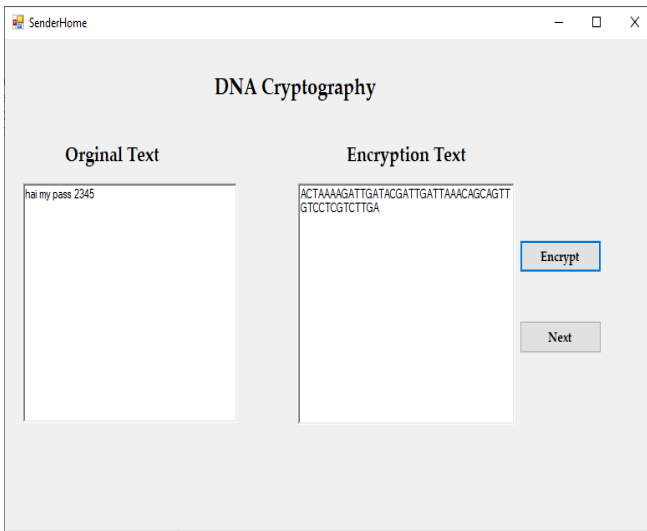 SenderHome
DNA Cryptography
Orginal Text
Encryption Text
hai my pass 2345
ACTAAAAGATTGATACGATTGATTAAACAGCAGTT
GTCCTCGTCTTGA
Encrypt
Next